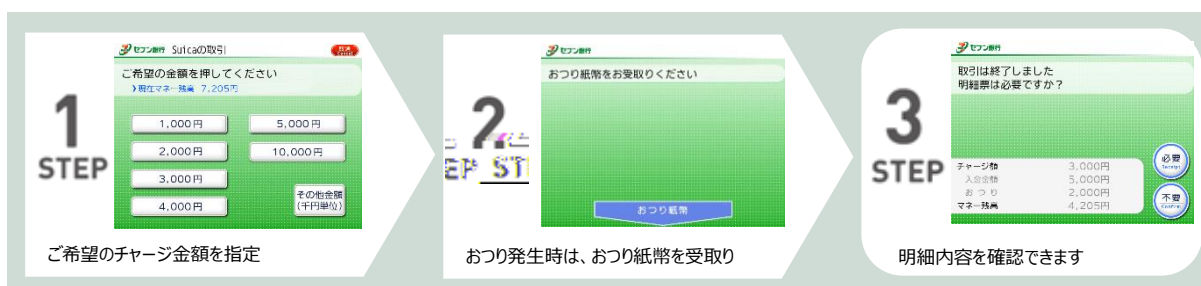 1
STEP
セブン銀行 Suicaの取引
ご希望の金額を押してください
現在マネー残高 7,205円
1,000円
5,000円
2,000円
10,000円
3,000円
4,000円
その他金額
(千円単位)
ご希望のチャージ金額を指定
2
STEP
セブン銀行
おつり紙幣をお受取りください
おつり紙幣
おつり発生時は、おつり紙幣を受取り
3
STEP
セブン銀行
取引は終了しました
明細票は必要ですか?
チャージ額 3,000円
入金金額 5,000円
おつり 2,000円
マネー残高 4,205円
必要
Receipt
不要
Confirm
明細内容を確認できます